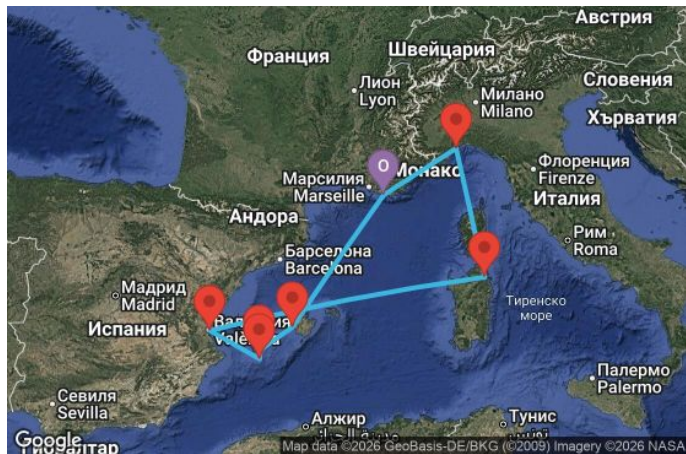 Австрия
Франция
Швейцария
Словения
Лион
Lyon
Милано
Milano
Хърватия
О
Монако
Флоренция
Firenze
Марсилия
Marseille
Италия
Андора
Рим
Roma
Барселона
Barcelona
Мадрид
Madrid
Тиренско
море
Испания
Палермо
Palermo
Севиля
Sevilla
Алжир
Тунис
Google
Map data ©2026 GeoBasis-DE/BKG (©2009) Imagery ©2026 NASA